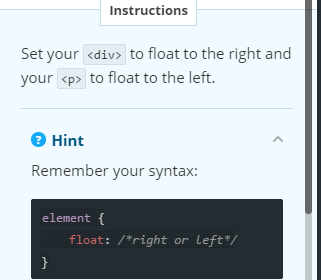 Instructions
Set your <div> to float to the right and
your <p> to float to the left.
? Hint
Remember your syntax:
element {
float: /*right or left*/
}